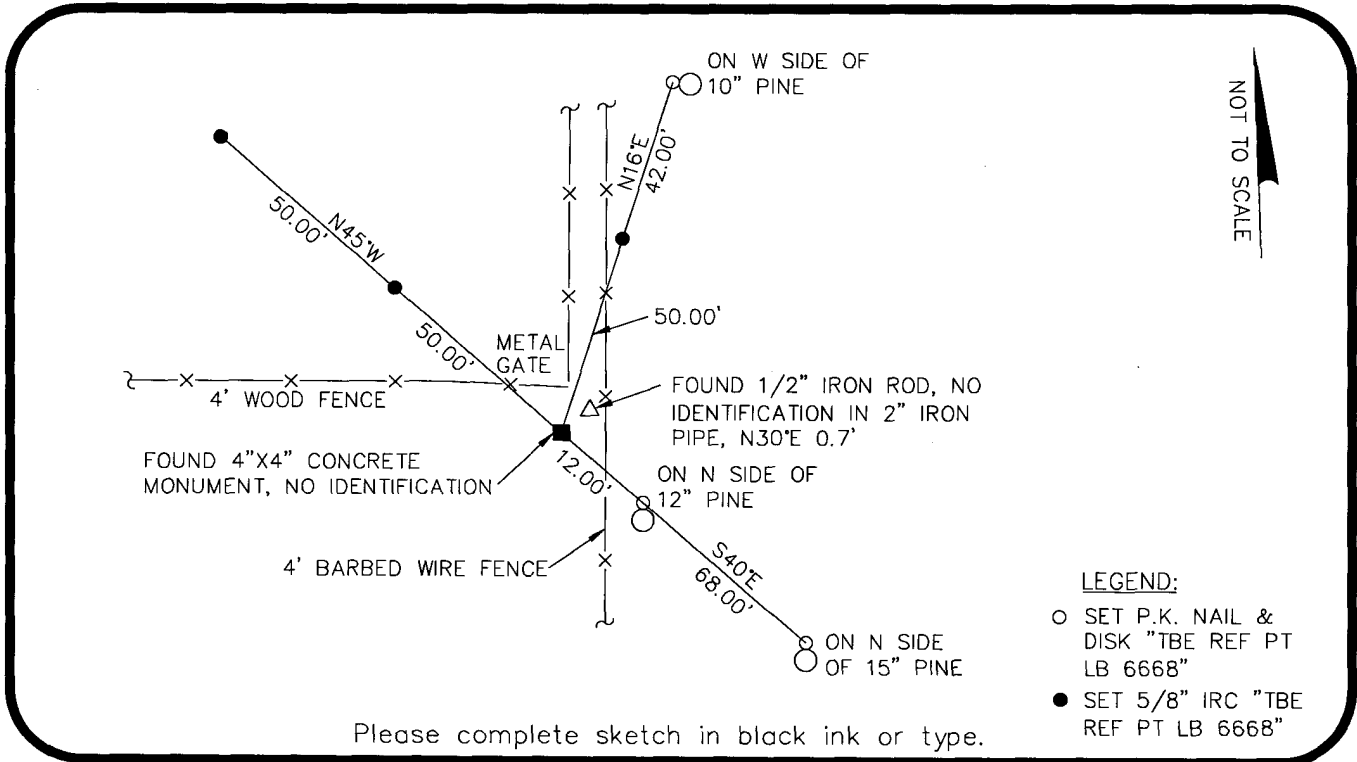 ON W SIDE OF
10" PINE
NOT TO SCALE
N16°E
42.00'
N45°W
50.00'
50.00'
50.00'
METAL
GATE
4' WOOD FENCE
FOUND 1/2" IRON ROD, NO
IDENTIFICATION IN 2" IRON
PIPE, N30°E 0.7'
FOUND 4"X4" CONCRETE
MONUMENT, NO IDENTIFICATION
12.00'
ON N SIDE OF
12" PINE
4' BARBED WIRE FENCE
S40°E
68.00'
ON N SIDE
OF 15" PINE
LEGEND:
SET P.K. NAIL &
DISK "TBE REF PT
LB 6668"
SET 5/8" IRC "TBE
REF PT LB 6668"
Please complete sketch in black ink or type.